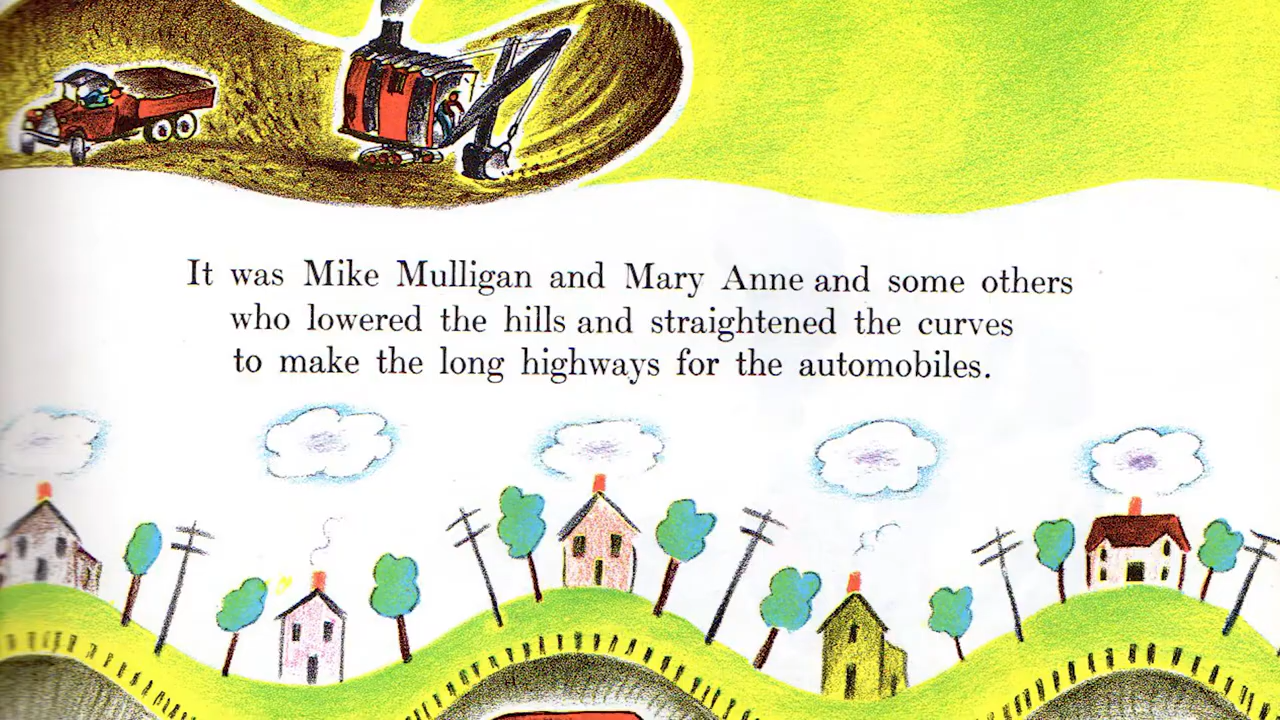 It was Mike Mulligan and Mary Anne and some others
who lowered the hills and straightened the curves
to make the long highways for the automobiles.